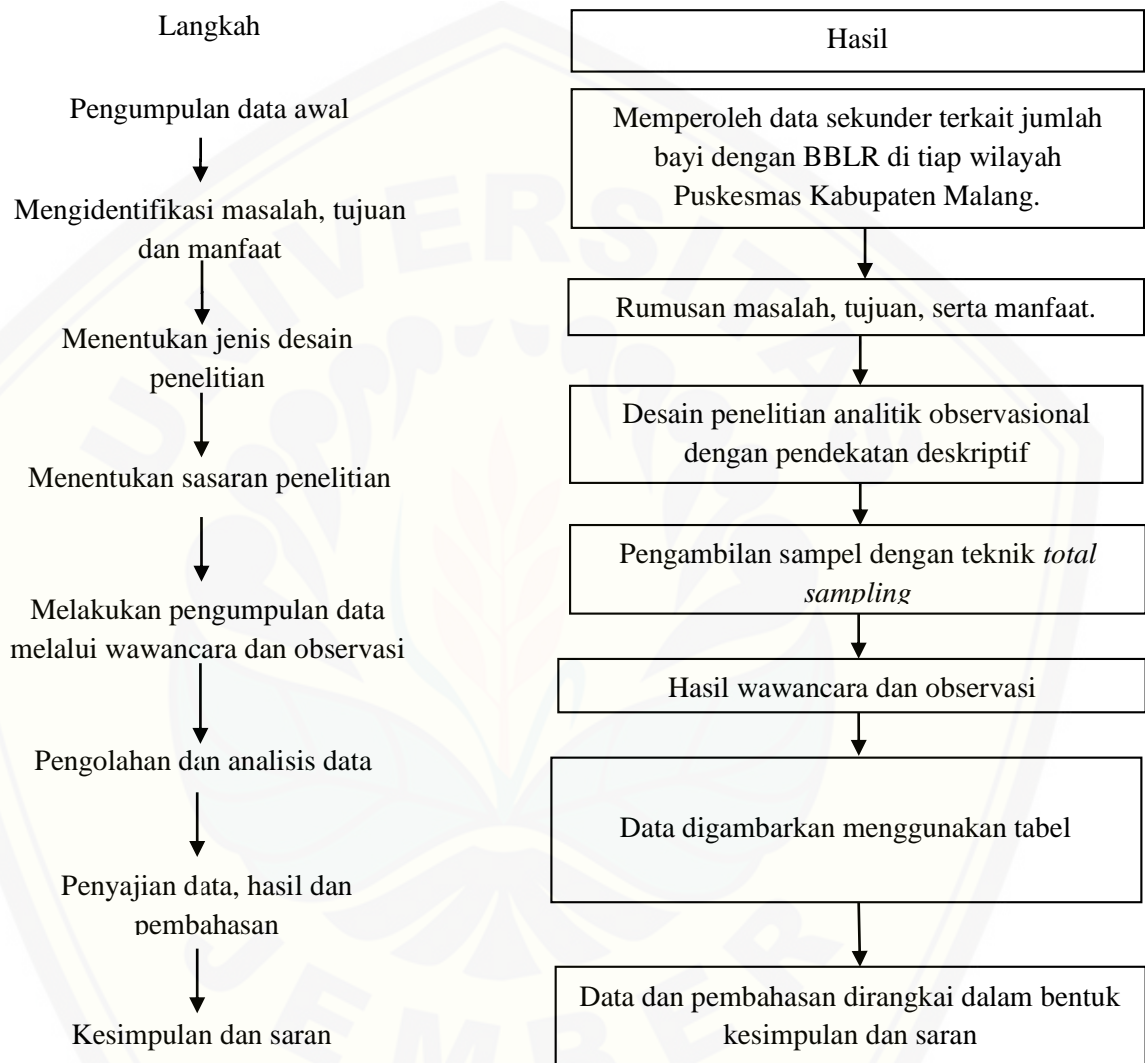 Langkah
Pengumpulan data awal
Mengidentifikasi masalah, tujuan
dan manfaat
Menentukan jenis desain
penelitian
Menentukan sasaran penelitian
Melakukan pengumpulan data
melalui wawancara dan observasi
Pengolahan dan analisis data
Penyajian data, hasil dan
pembahasan
Kesimpulan dan saran
Hasil
Memperoleh data sekunder terkait jumlah
bayi dengan BBLR di tiap wilayah
Puskesmas Kabupaten Malang.
Rumusan masalah, tujuan, serta manfaat.
Desain penelitian analitik observasional
dengan pendekatan deskriptif
Pengambilan sampel dengan teknik total
sampling
Hasil wawancara dan observasi
Data digambarkan menggunakan tabel
Data dan pembahasan dirangkai dalam bentuk
kesimpulan dan saran
UNIVERSITAS
JEMBER